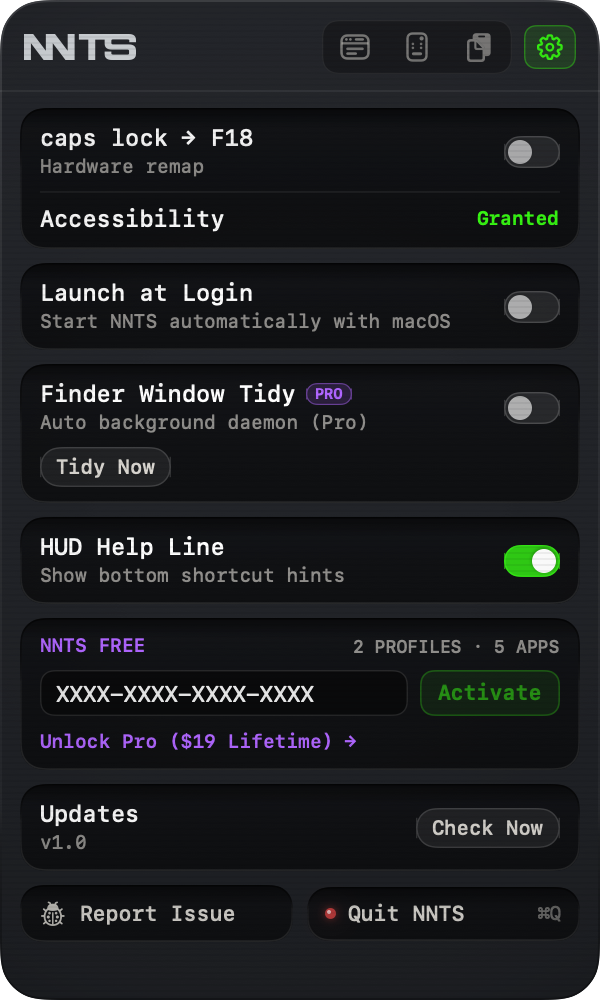 NNTS
caps lock → F18
Hardware remap
Accessibility Granted
Launch at Login
Start NNTS automatically with macOS
Finder Window Tidy PRO
Auto background daemon (Pro)
Tidy Now
HUD Help Line
Show bottom shortcut hints
NNTS FREE 2 PROFILES · 5 APPS
XXXX–XXXX–XXXX–XXXX Activate
Unlock Pro ($19 Lifetime) →
Updates
v1.0
Check Now
Report Issue Quit NNTS ⌘Q